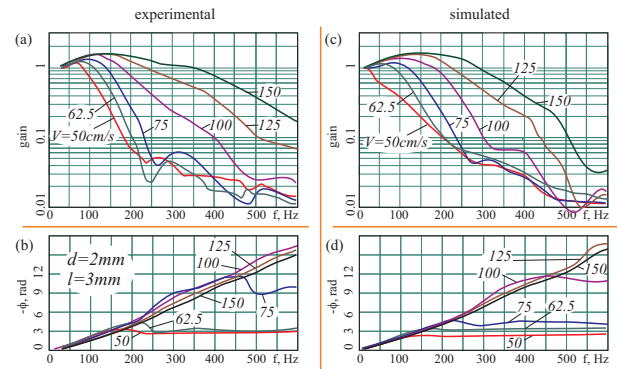 experimental simulated
(a) (c)
1 1
150 125
150
62.5 62.5
V=50cm/s 75 100 125 V=50cm/s 75 100
gain gain
0.1 0.1
0.01 0.01
0 100 200 300 400 500 f, Hz 0 100 200 300 400 500 f, Hz
(b) (d)
d=2mm
l=3mm
125 125
100 100
150 150
75 75
62.5 62.5
50 50
-ϕ, rad -ϕ, rad
12 12
9 9
6 6
3 3
0 0
0 100 200 300 400 500 f, Hz 0 100 200 300 400 500 f, Hz